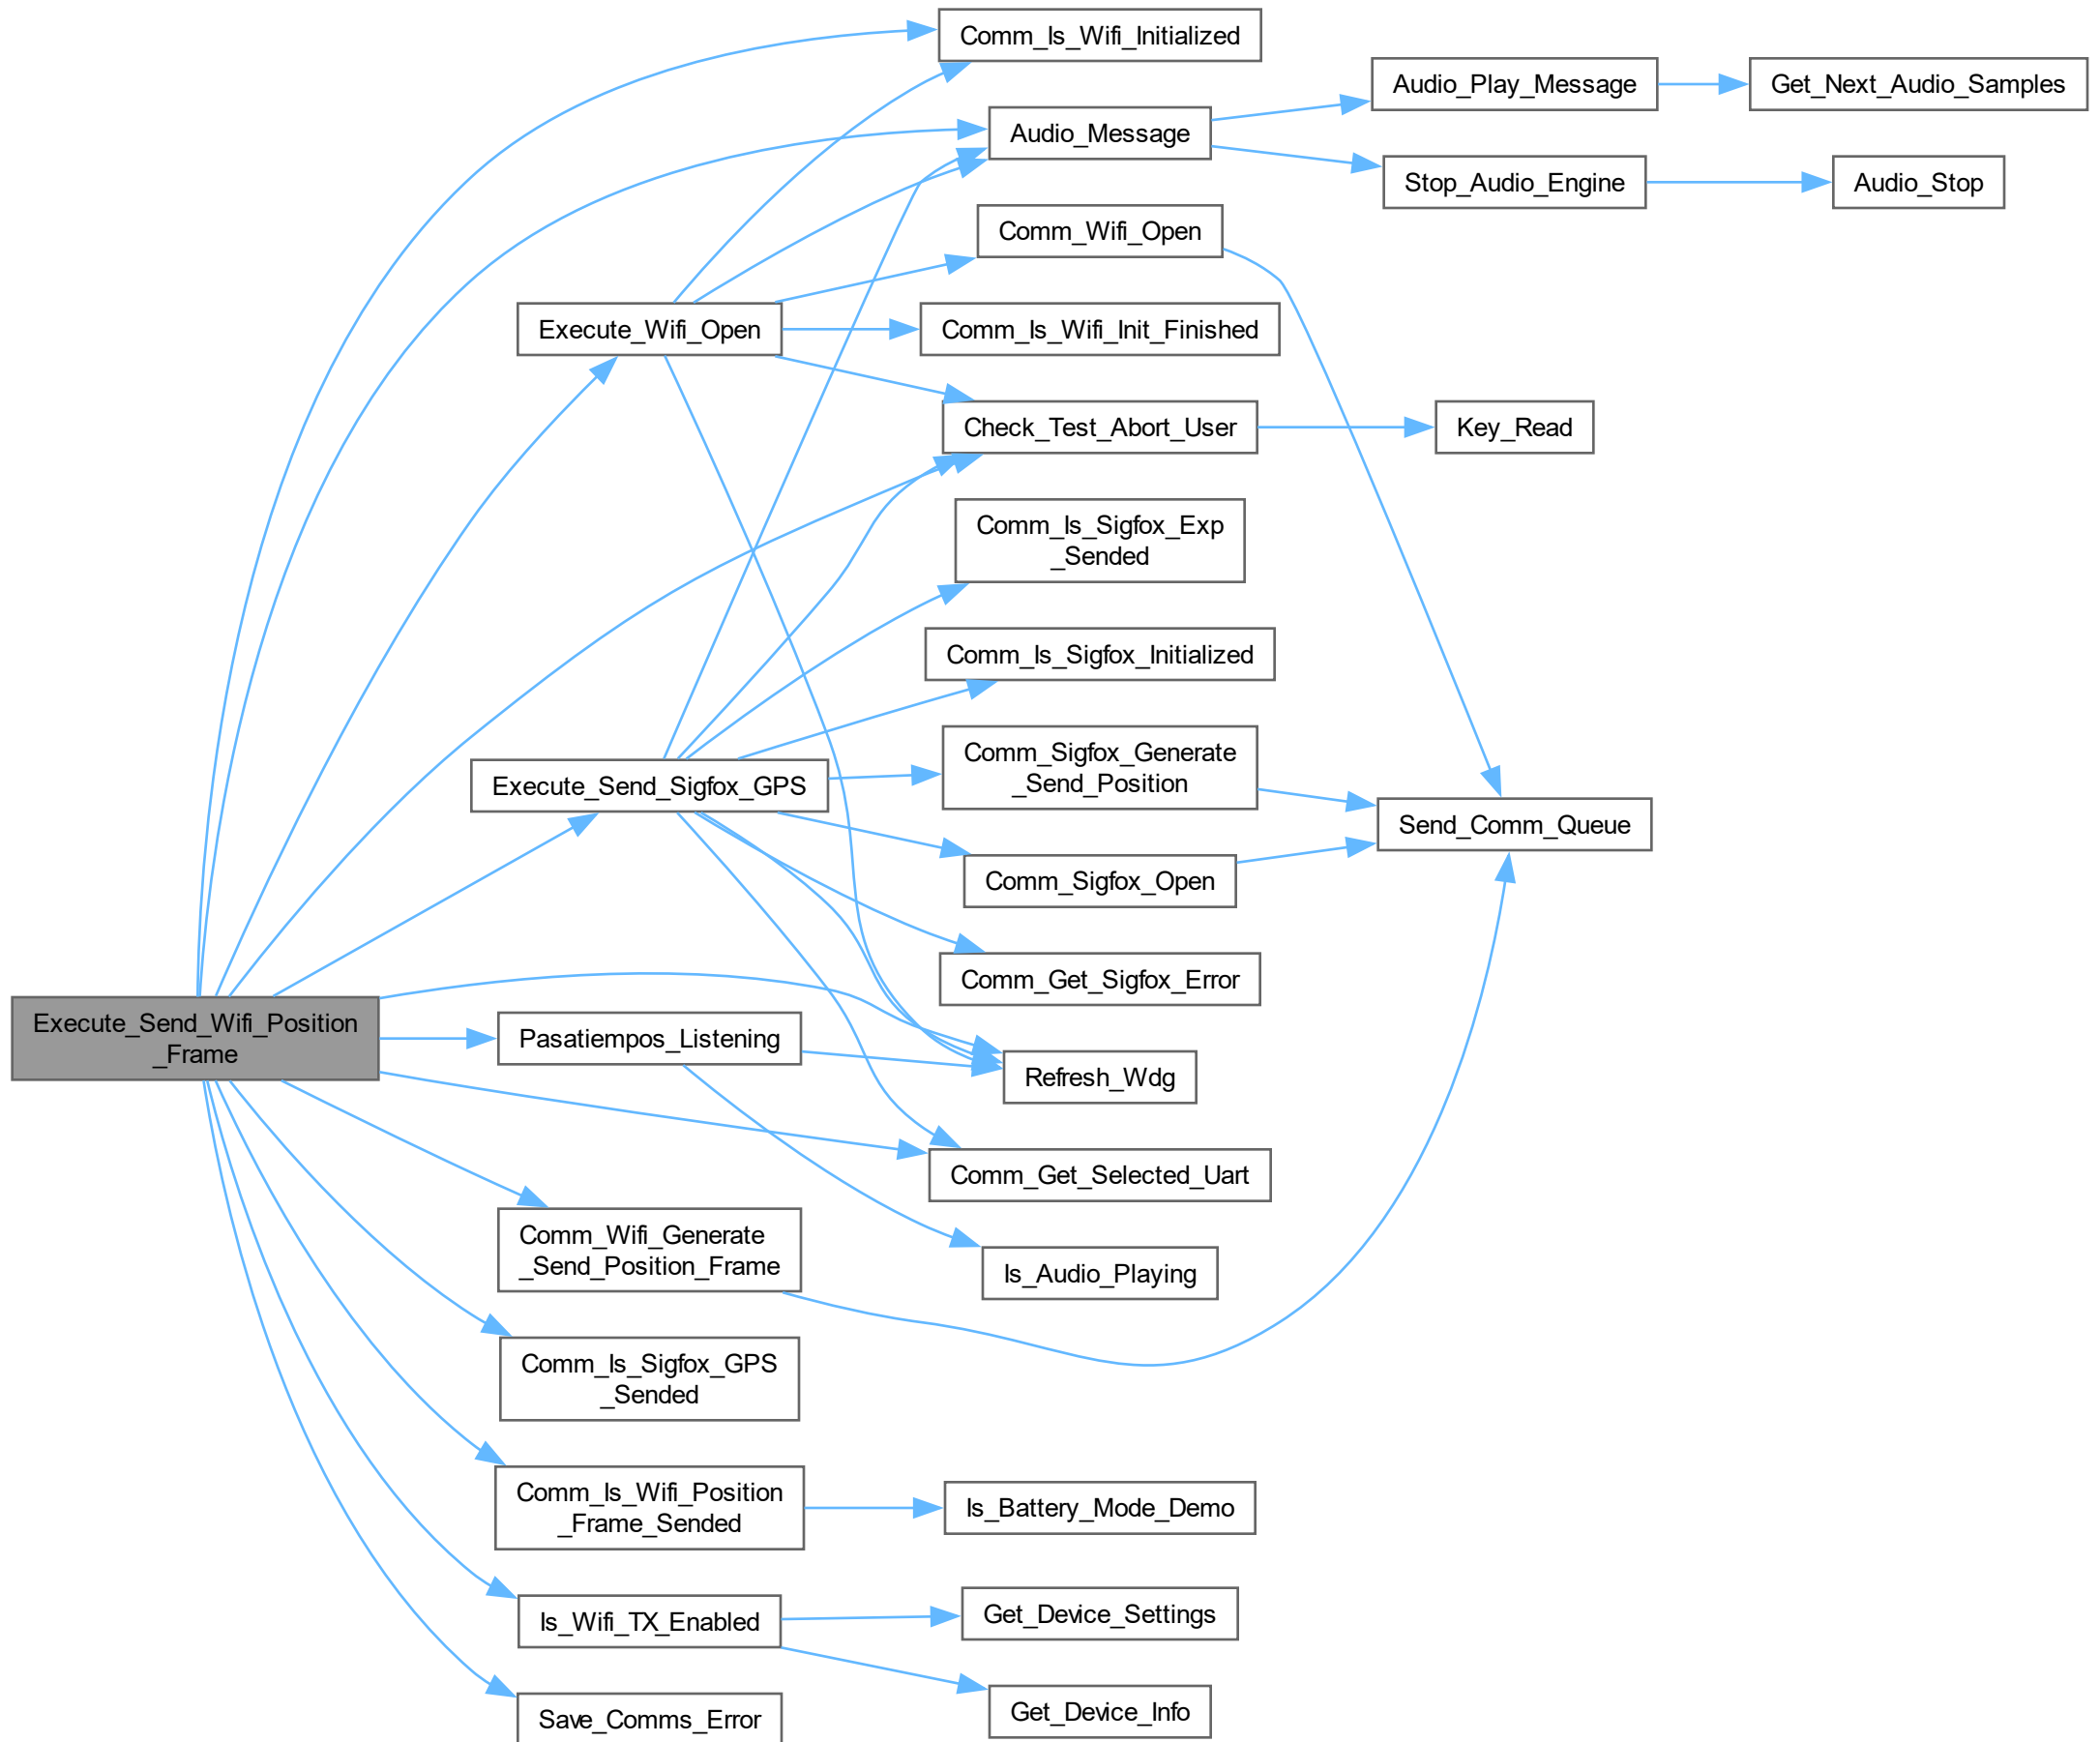 Comm_Is_Wifi_Initialized
Audio_Play_Message
Get_Next_Audio_Samples
Audio_Message
Stop_Audio_Engine
Audio_Stop
Comm_Wifi_Open
Execute_Wifi_Open
Comm_Is_Wifi_Init_Finished
Check_Test_Abort_User
Key_Read
Comm_Is_Sigfox_Exp
_Sended
Comm_Is_Sigfox_Initialized
Execute_Send_Sigfox_GPS
Comm_Sigfox_Generate
_Send_Position
Send_Comm_Queue
Comm_Sigfox_Open
Comm_Get_Sigfox_Error
Execute_Send_Wifi_Position
_Frame
Pasatiempos_Listening
Refresh_Wdg
Comm_Get_Selected_Uart
Comm_Wifi_Generate
_Send_Position_Frame
Is_Audio_Playing
Comm_Is_Sigfox_GPS
_Sended
Comm_Is_Wifi_Position
_Frame_Sended
Is_Battery_Mode_Demo
Is_Wifi_TX_Enabled
Get_Device_Settings
Get_Device_Info
Save_Comms_Error